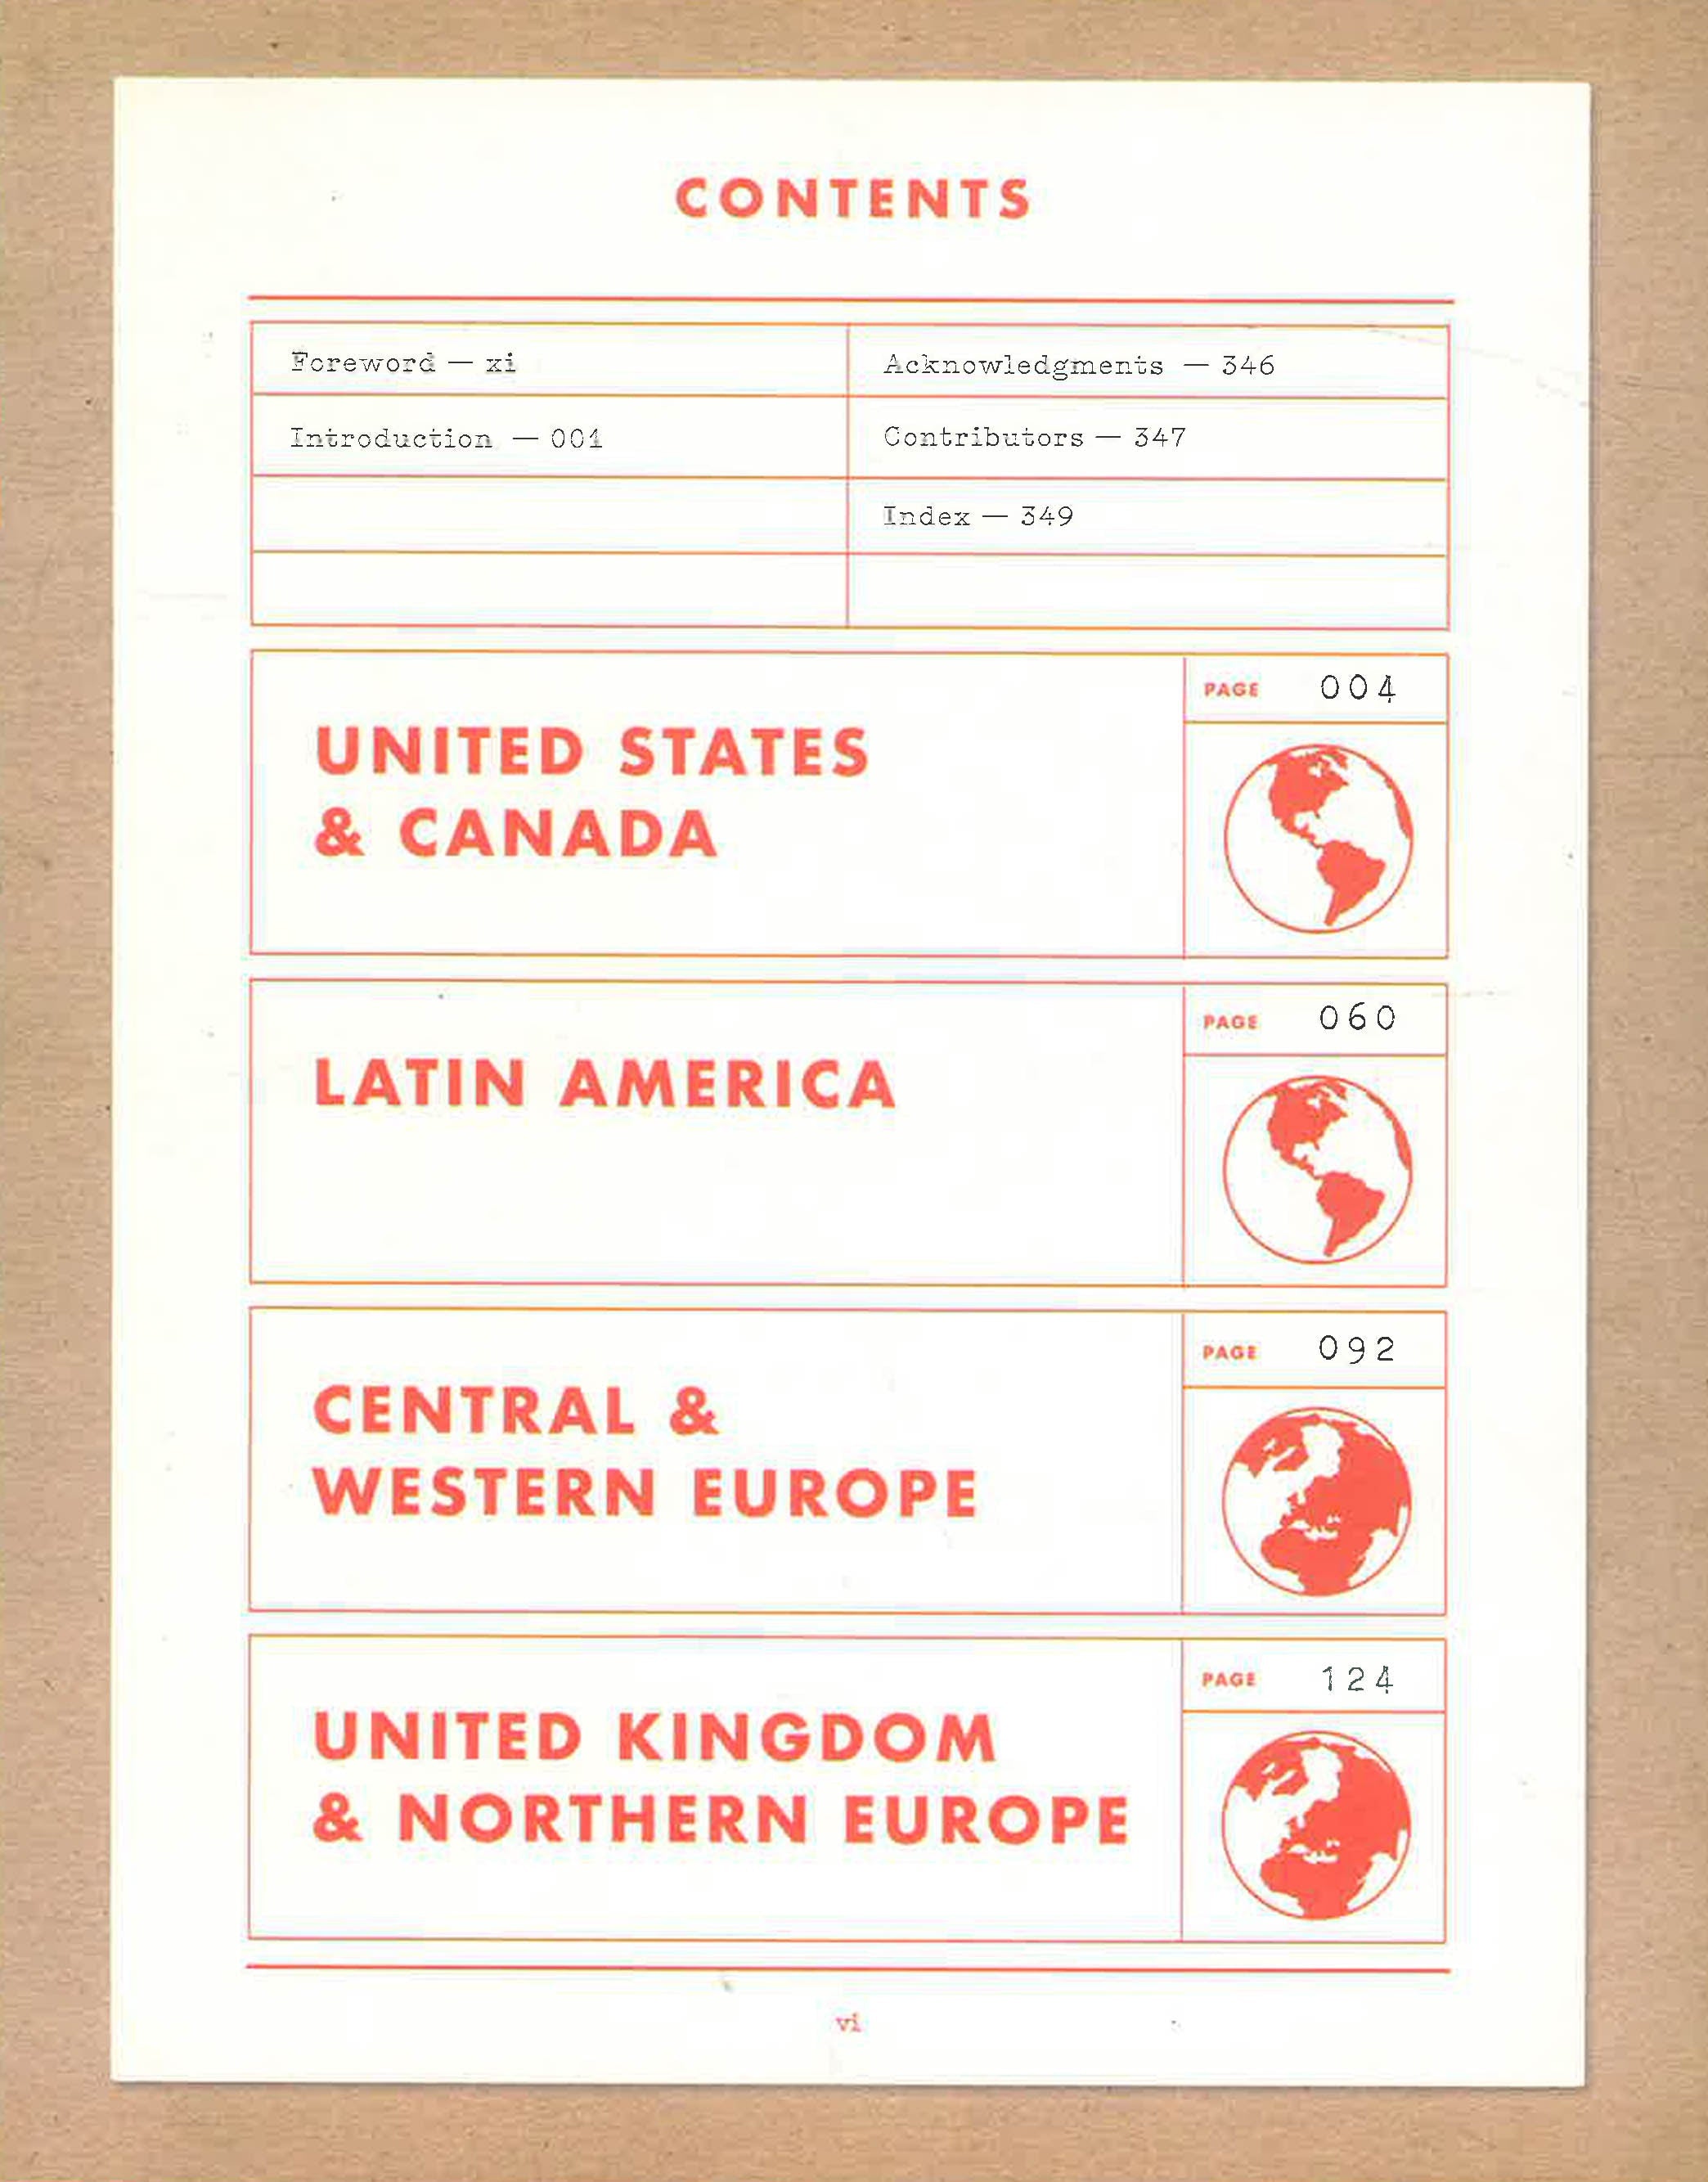 CONTENTS
Foreword — xi
Acknowledgments — 346
Introduction — 001
Contributors — 347
Index — 349
UNITED STATES
& CANADA
PAGE 004
LATIN AMERICA
PAGE 060
CENTRAL &
WESTERN EUROPE
PAGE 092
UNITED KINGDOM
& NORTHERN EUROPE
PAGE 124
vi